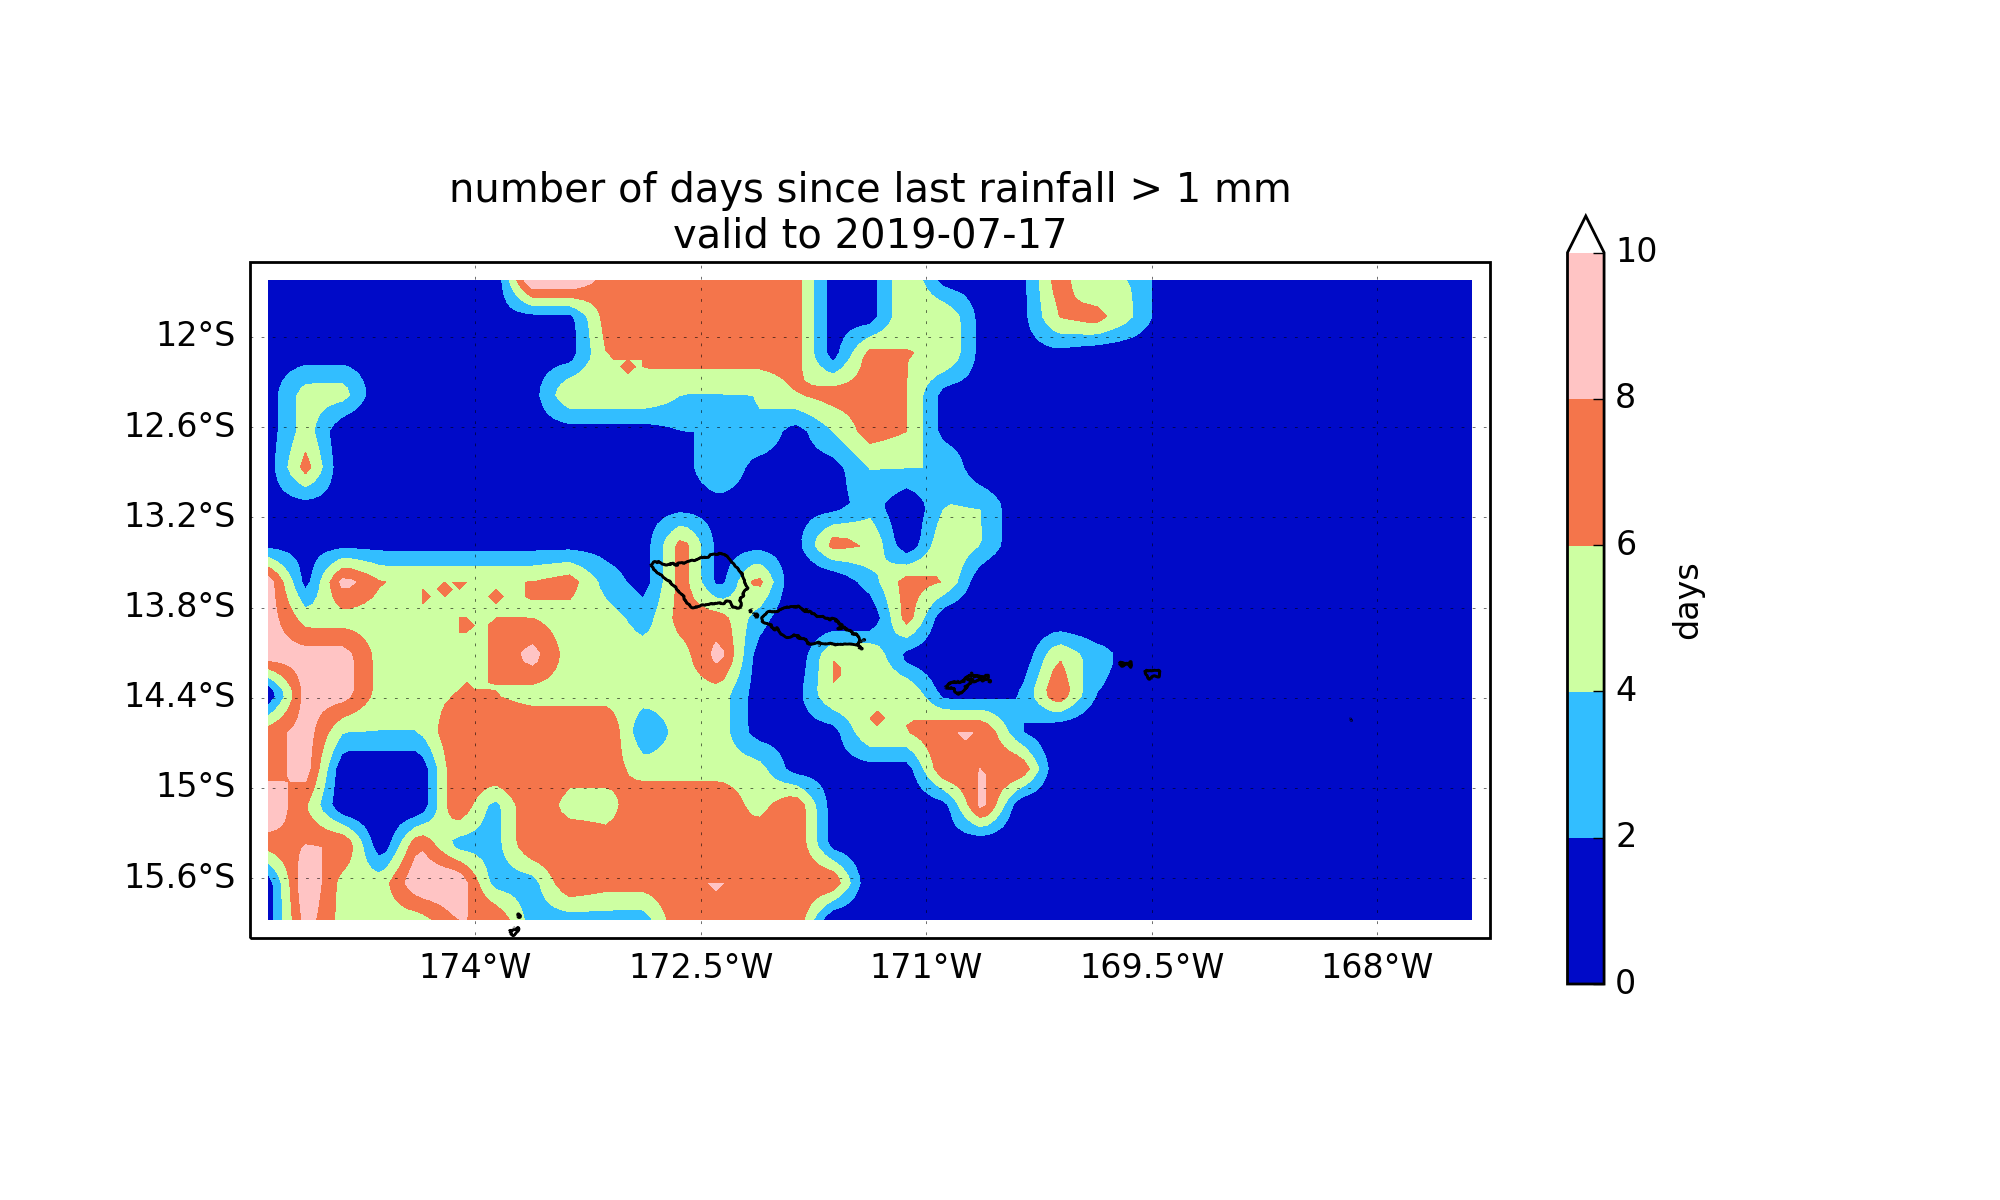 number of days since last rainfall > 1 mm
valid to 2019-07-17
12°S
12.6°S
13.2°S
13.8°S
14.4°S
15°S
15.6°S
174°W
172.5°W
171°W
169.5°W
168°W
10
8
6
4
2
0
days